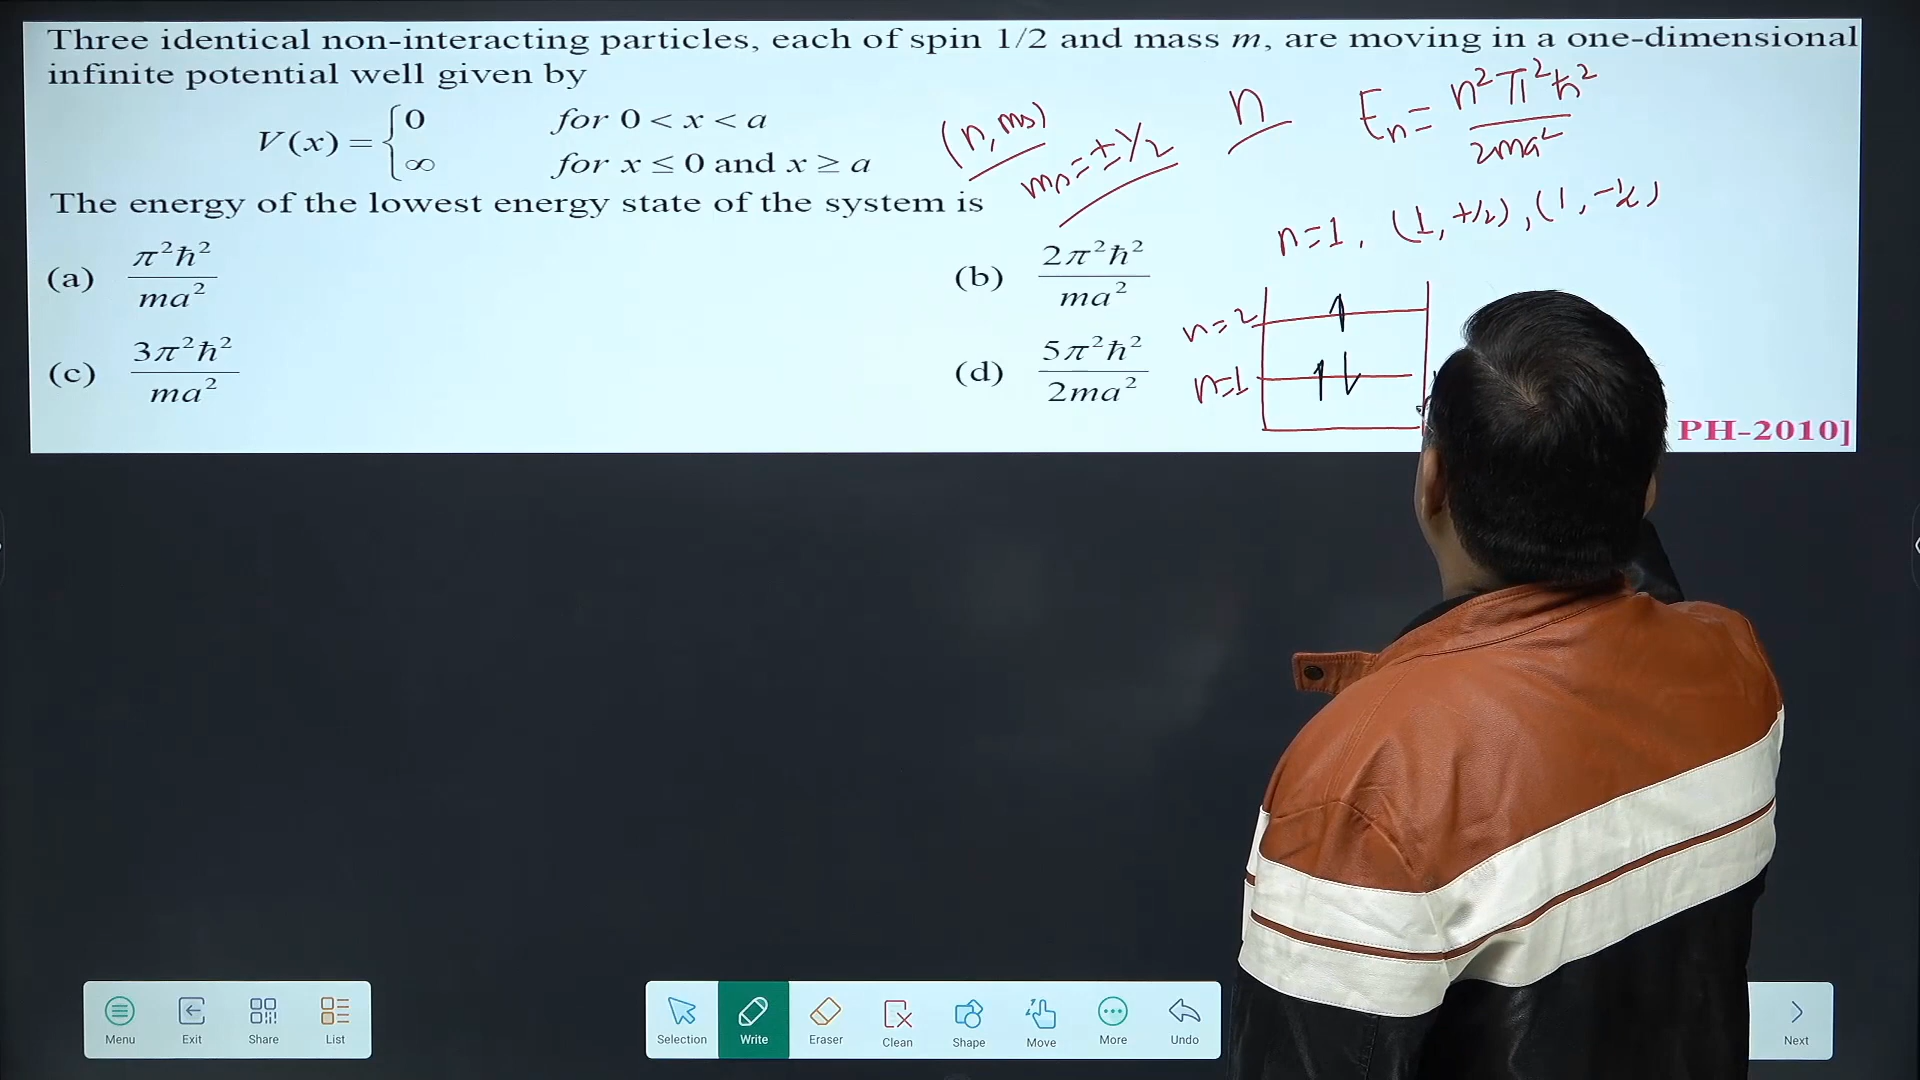 Three identical non-interacting particles, each of spin 1/2 and mass m, are moving in a one-dimensional
infinite potential well given by
V(x) = { 0 for 0 < x < a
∞ for x ≤ 0 and x ≥ a
The energy of the lowest energy state of the system is
(a) π²ħ² / ma²
(b) 2π²ħ² / ma²
(c) 3π²ħ² / ma²
(d) 5π²ħ² / 2ma²
PH-2010]
(n, ms)
ms = ± 1/2
n
En = n²π²ħ² / 2ma²
n=1, (1, +1/2), (1, -1/2)
n=2
n=1
Menu
Exit
Share
List
Selection
Write
Eraser
Clean
Shape
Move
More
Undo
Next